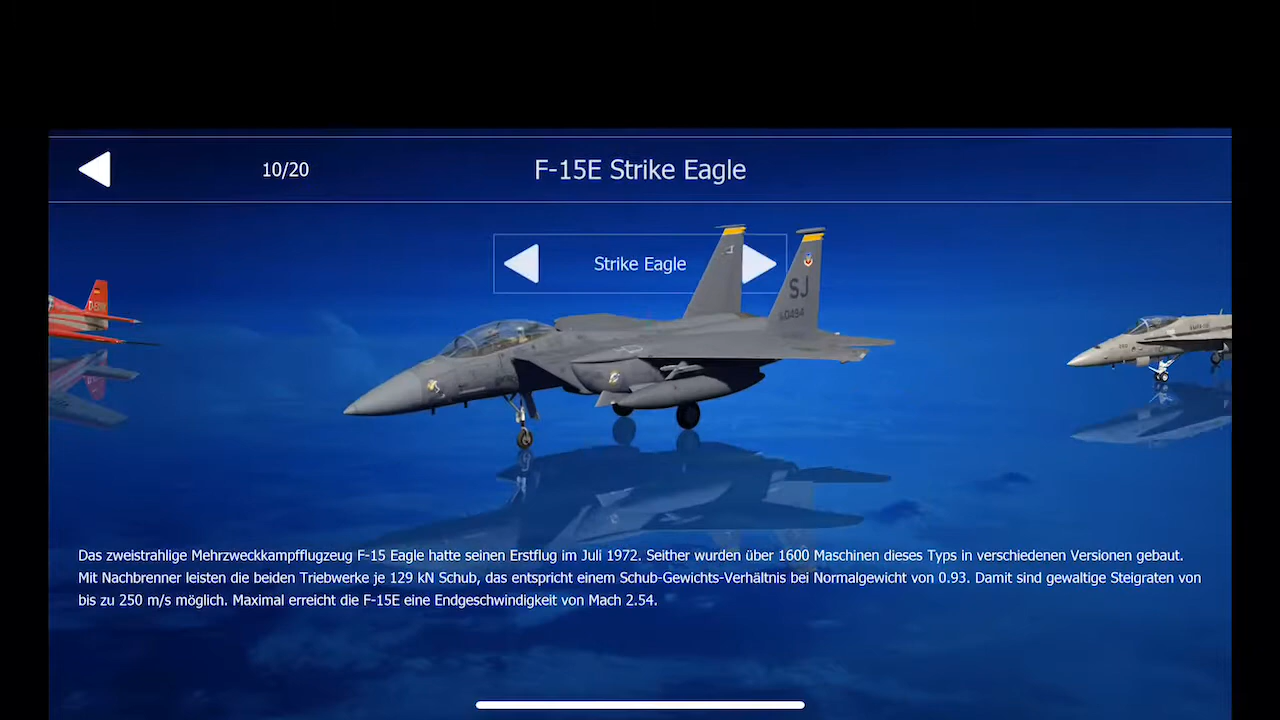 10/20
F-15E Strike Eagle
Strike Eagle
SJ
Das zweistrahlige Mehrzweckkampfflugzeug F-15 Eagle hatte seinen Erstflug im Juli 1972. Seither wurden über 1600 Maschinen dieses Typs in verschiedenen Versionen gebaut.
Mit Nachbrenner leisten die beiden Triebwerke je 129 kN Schub, das entspricht einem Schub-Gewichts-Verhältnis bei Normalgewicht von 0.93. Damit sind gewaltige Steigraten von
bis zu 250 m/s möglich. Maximal erreicht die F-15E eine Endgeschwindigkeit von Mach 2.54.